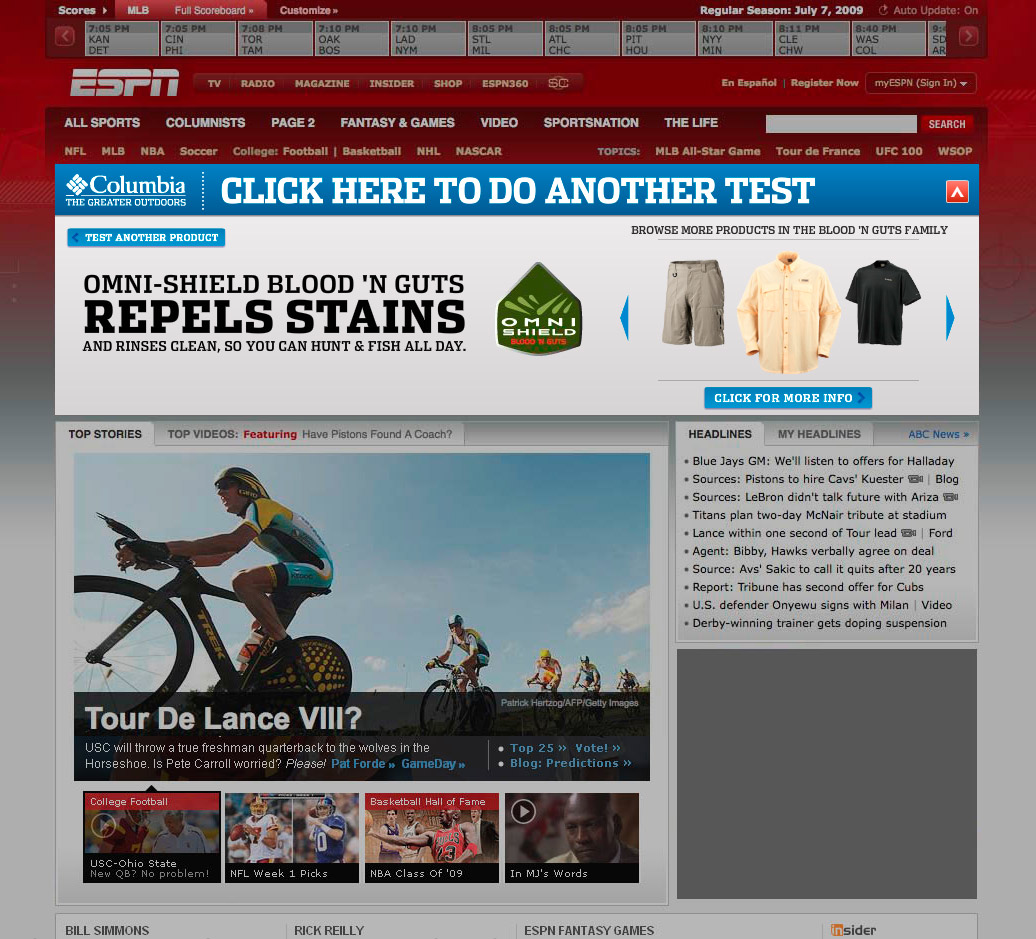 Scores MLB Full Scoreboard » Customize » Regular Season: July 7, 2009 Auto Update: On
7:05 PM 7:05 PM 7:08 PM 7:10 PM 7:10 PM 8:05 PM 8:05 PM 8:05 PM 8:10 PM 8:11 PM 8:40 PM 9:4
KAN CIN TOR OAK LAD STL ATL PIT NYY CLE WAS SD
DET PHI TAM BOS NYM MIL CHC HOU MIN CHW COL AR
ESPN TV RADIO MAGAZINE INSIDER SHOP ESPN360 SC En Español | Register Now myESPN (Sign In)
ALL SPORTS COLUMNISTS PAGE 2 FANTASY & GAMES VIDEO SPORTSNATION THE LIFE SEARCH
NFL MLB NBA Soccer College: Football | Basketball NHL NASCAR TOPICS: MLB All-Star Game Tour de France UFC 100 WSOP
Columbia
THE GREATER OUTDOORS
CLICK HERE TO DO ANOTHER TEST
TEST ANOTHER PRODUCT
OMNI-SHIELD BLOOD 'N GUTS
REPELS STAINS
AND RINSES CLEAN, SO YOU CAN HUNT & FISH ALL DAY.
OMNI
SHIELD
BLOOD 'N GUTS
BROWSE MORE PRODUCTS IN THE BLOOD 'N GUTS FAMILY
CLICK FOR MORE INFO
TOP STORIES TOP VIDEOS: Featuring Have Pistons Found A Coach?
GIRO
TREK
Patrick Hertzog/AFP/Getty Images
Tour De Lance VIII?
USC will throw a true freshman quarterback to the wolves in the
Horseshoe. Is Pete Carroll worried? Please! Pat Forde » GameDay »
• Top 25 » Vote! »
• Blog: Predictions »
College Football
USC-Ohio State
New QB? No problem!
NFL Week 1 Picks
10
Basketball Hall of Fame
23
NBA Class Of '09
In MJ's Words
HEADLINES MY HEADLINES ABC News »
• Blue Jays GM: We'll listen to offers for Halladay
• Sources: Pistons to hire Cavs' Kuester | Blog
• Sources: LeBron didn't talk future with Ariza
• Titans plan two-day McNair tribute at stadium
• Lance within one second of Tour lead | Ford
• Agent: Bibby, Hawks verbally agree on deal
• Source: Avs' Sakic to call it quits after 20 years
• Report: Tribune has second offer for Cubs
• U.S. defender Onyewu signs with Milan | Video
• Derby-winning trainer gets doping suspension
BILL SIMMONS RICK REILLY ESPN FANTASY GAMES insider